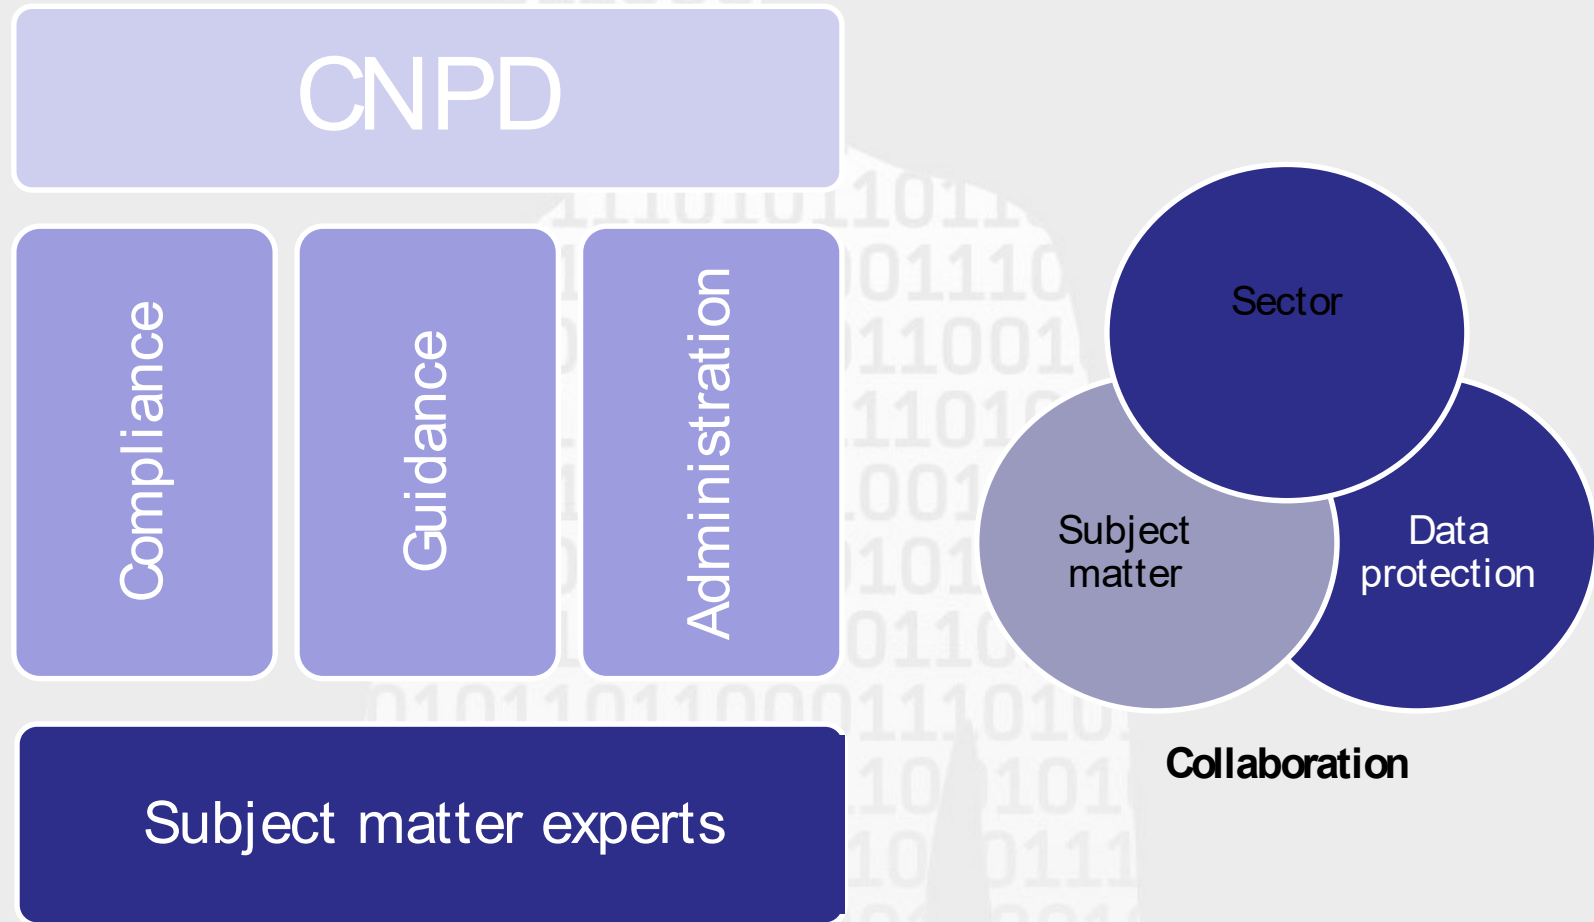 CNPD
Compliance
Guidance
Administration
Subject matter experts
Sector
Subject
matter
Data
protection
Collaboration